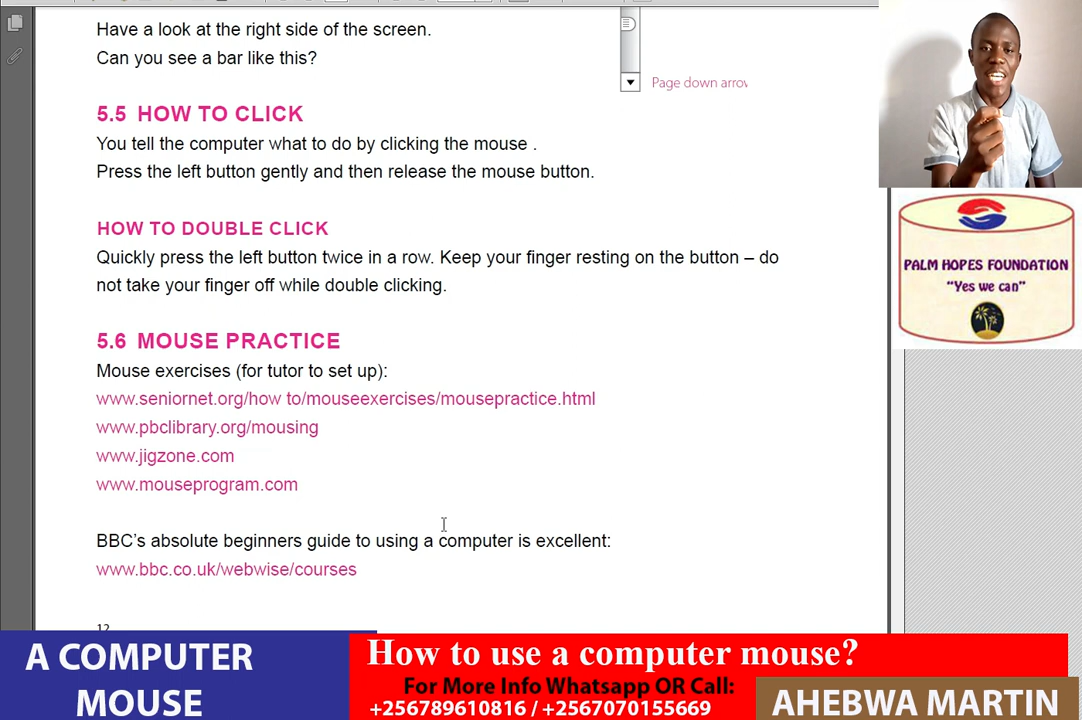 Have a look at the right side of the screen.
Can you see a bar like this?
Page down arrow
5.5 HOW TO CLICK
You tell the computer what to do by clicking the mouse .
Press the left button gently and then release the mouse button.
HOW TO DOUBLE CLICK
Quickly press the left button twice in a row. Keep your finger resting on the button – do
not take your finger off while double clicking.
5.6 MOUSE PRACTICE
Mouse exercises (for tutor to set up):
www.seniornet.org/how to/mouseexercises/mousepractice.html
www.pbclibrary.org/mousing
www.jigzone.com
www.mouseprogram.com
BBC's absolute beginners guide to using a computer is excellent:
www.bbc.co.uk/webwise/courses
12
PALM HOPES FOUNDATION
"Yes we can"
A COMPUTER
MOUSE
How to use a computer mouse?
For More Info Whatsapp OR Call:
+256789610816 / +2567070155669
AHEBWA MARTIN